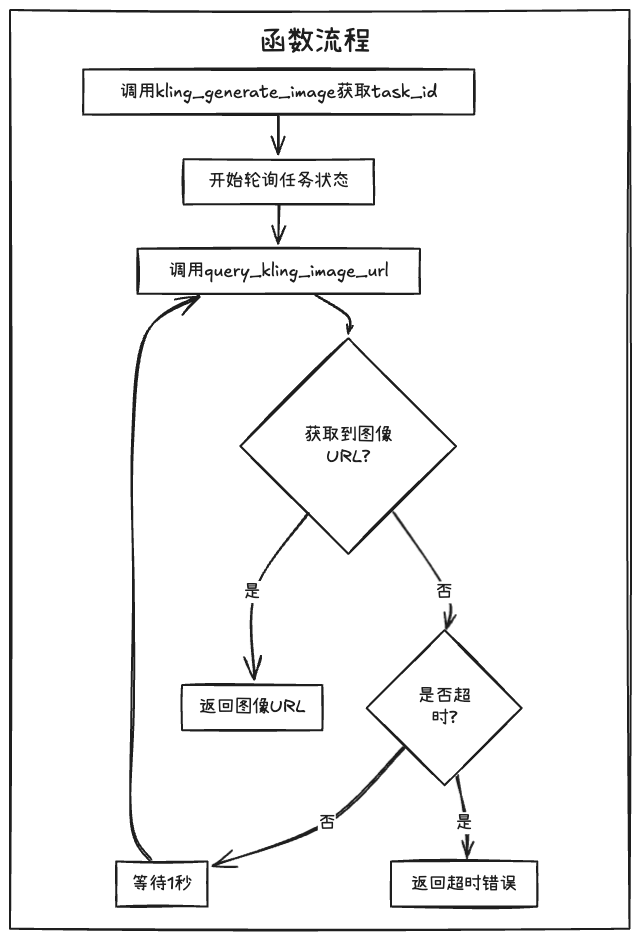 函数流程
调用kling_generate_image获取task_id
开始轮询任务状态
调用query_kling_image_url
获取到图像
URL?
是
否
返回图像URL
是否超
时?
否
是
等待1秒
返回超时错误